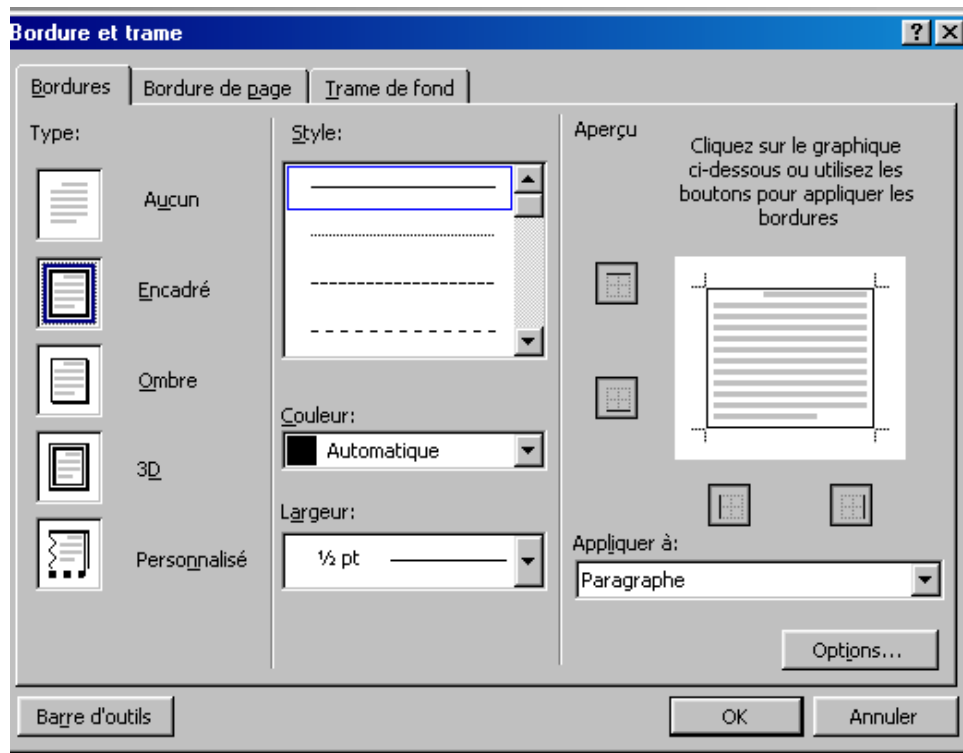 Bordure et trame
Bordures
Bordure de page
Trame de fond
Type:
Aucun
Encadré
Ombre
3D
Personnalisé
Style:
Couleur:
Automatique
Largeur:
½ pt
Aperçu
Cliquez sur le graphique
ci-dessous ou utilisez les
boutons pour appliquer les
bordures
Appliquer à:
Paragraphe
Options...
Barre d'outils
OK
Annuler